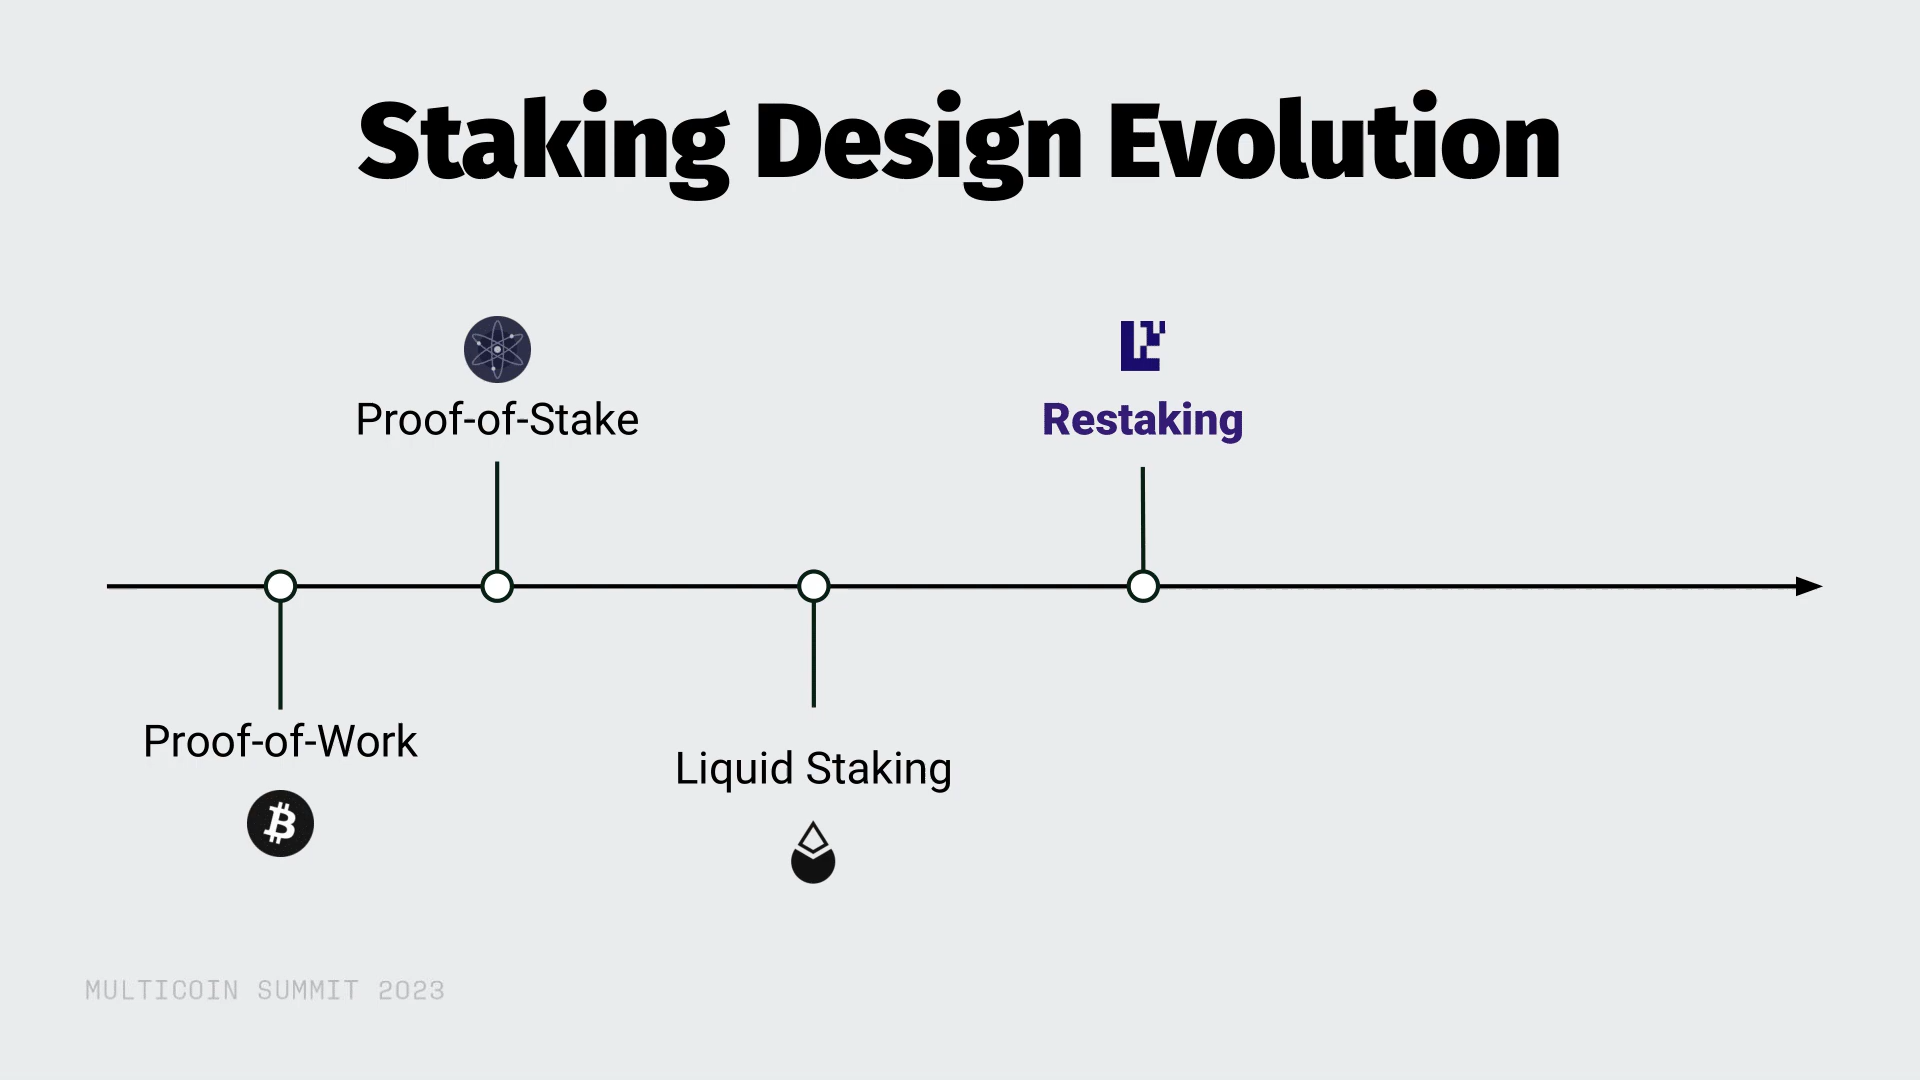 Staking Design Evolution
Proof-of-Stake
Restaking
Proof-of-Work
Liquid Staking
MULTICOIN SUMMIT 2023